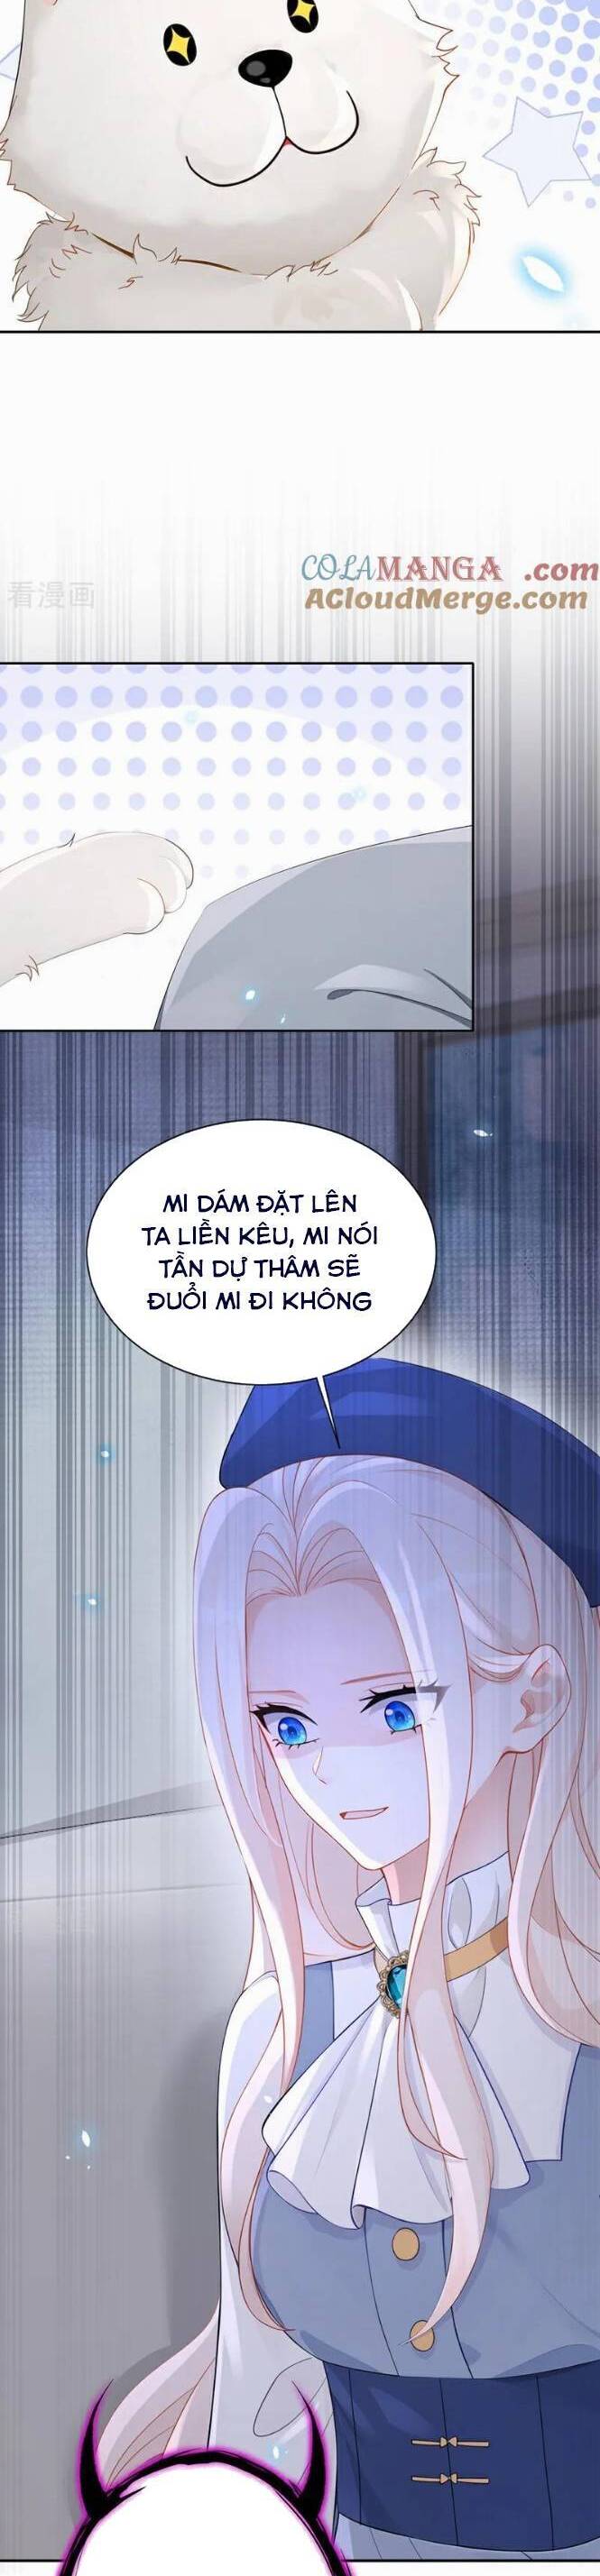 COLAMANGA.com
看漫画
ACloudMerge.com
MI DÁM ĐẶT LÊN
TA LIỀN KÊU, MI NÓI
TẦN DỰ THÂM SẼ
ĐUỔI MI ĐI KHÔNG